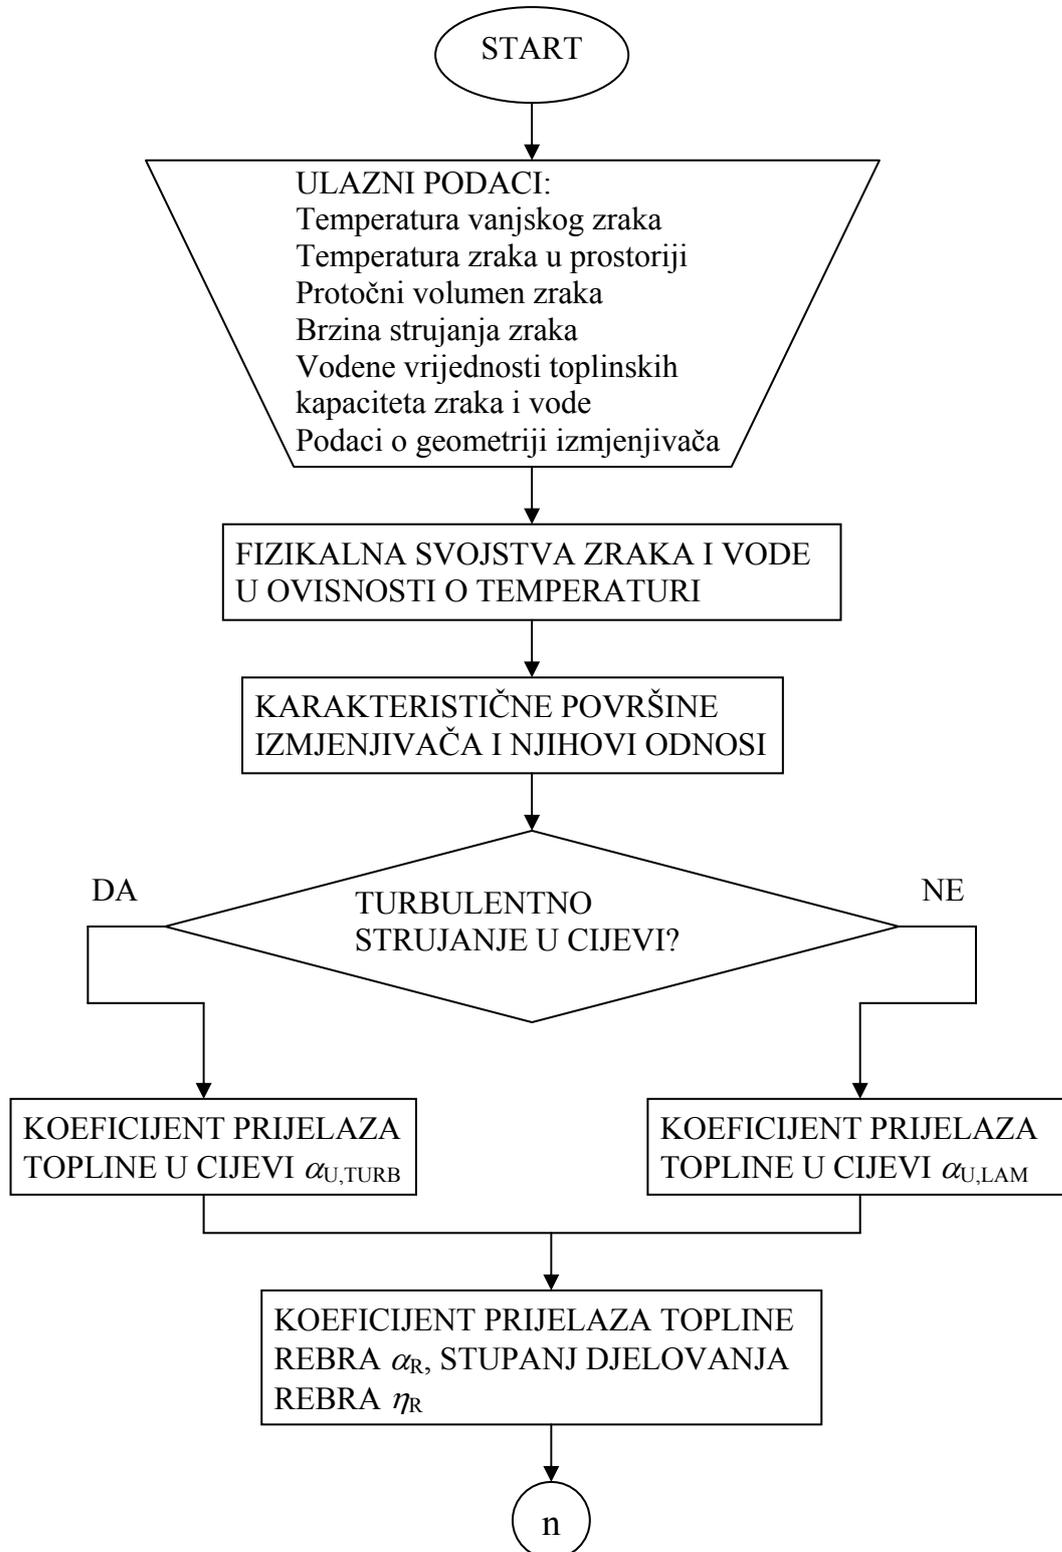 START
ULAZNI PODACI:
Temperatura vanjskog zraka
Temperatura zraka u prostoriji
Protočni volumen zraka
Brzina strujanja zraka
Vodene vrijednosti toplinskih
kapaciteta zraka i vode
Podaci o geometriji izmjenjivača
FIZIKALNA SVOJSTVA ZRAKA I VODE
U OVISNOSTI O TEMPERATURI
KARAKTERISTIČNE POVRŠINE
IZMJENJIVAČA I NJIHOVI ODNOSI
DA
NE
TURBULENTNO
STRUJANJE U CIJEVI?
KOEFICIJENT PRIJELAZA
TOPLINE U CIJEVI αU,TURB
KOEFICIJENT PRIJELAZA
TOPLINE U CIJEVI αU,LAM
KOEFICIJENT PRIJELAZA TOPLINE
REBRA αR, STUPANJ DJELOVANJA
REBRA ηR
n